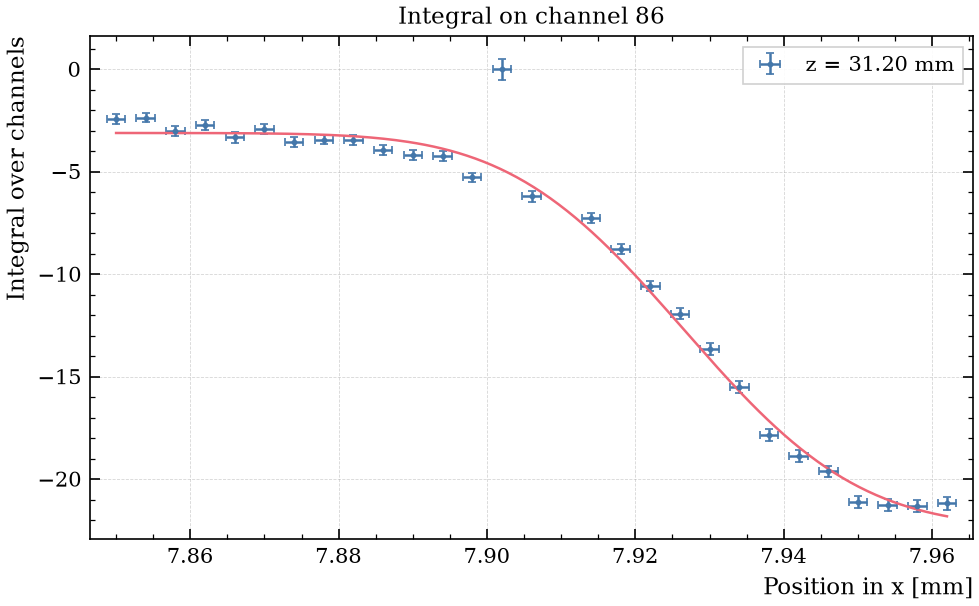 Integral on channel 86
Integral over channels
z = 31.20 mm
0
−5
−10
−15
−20
7.86 7.88 7.90 7.92 7.94 7.96
Position in x [mm]